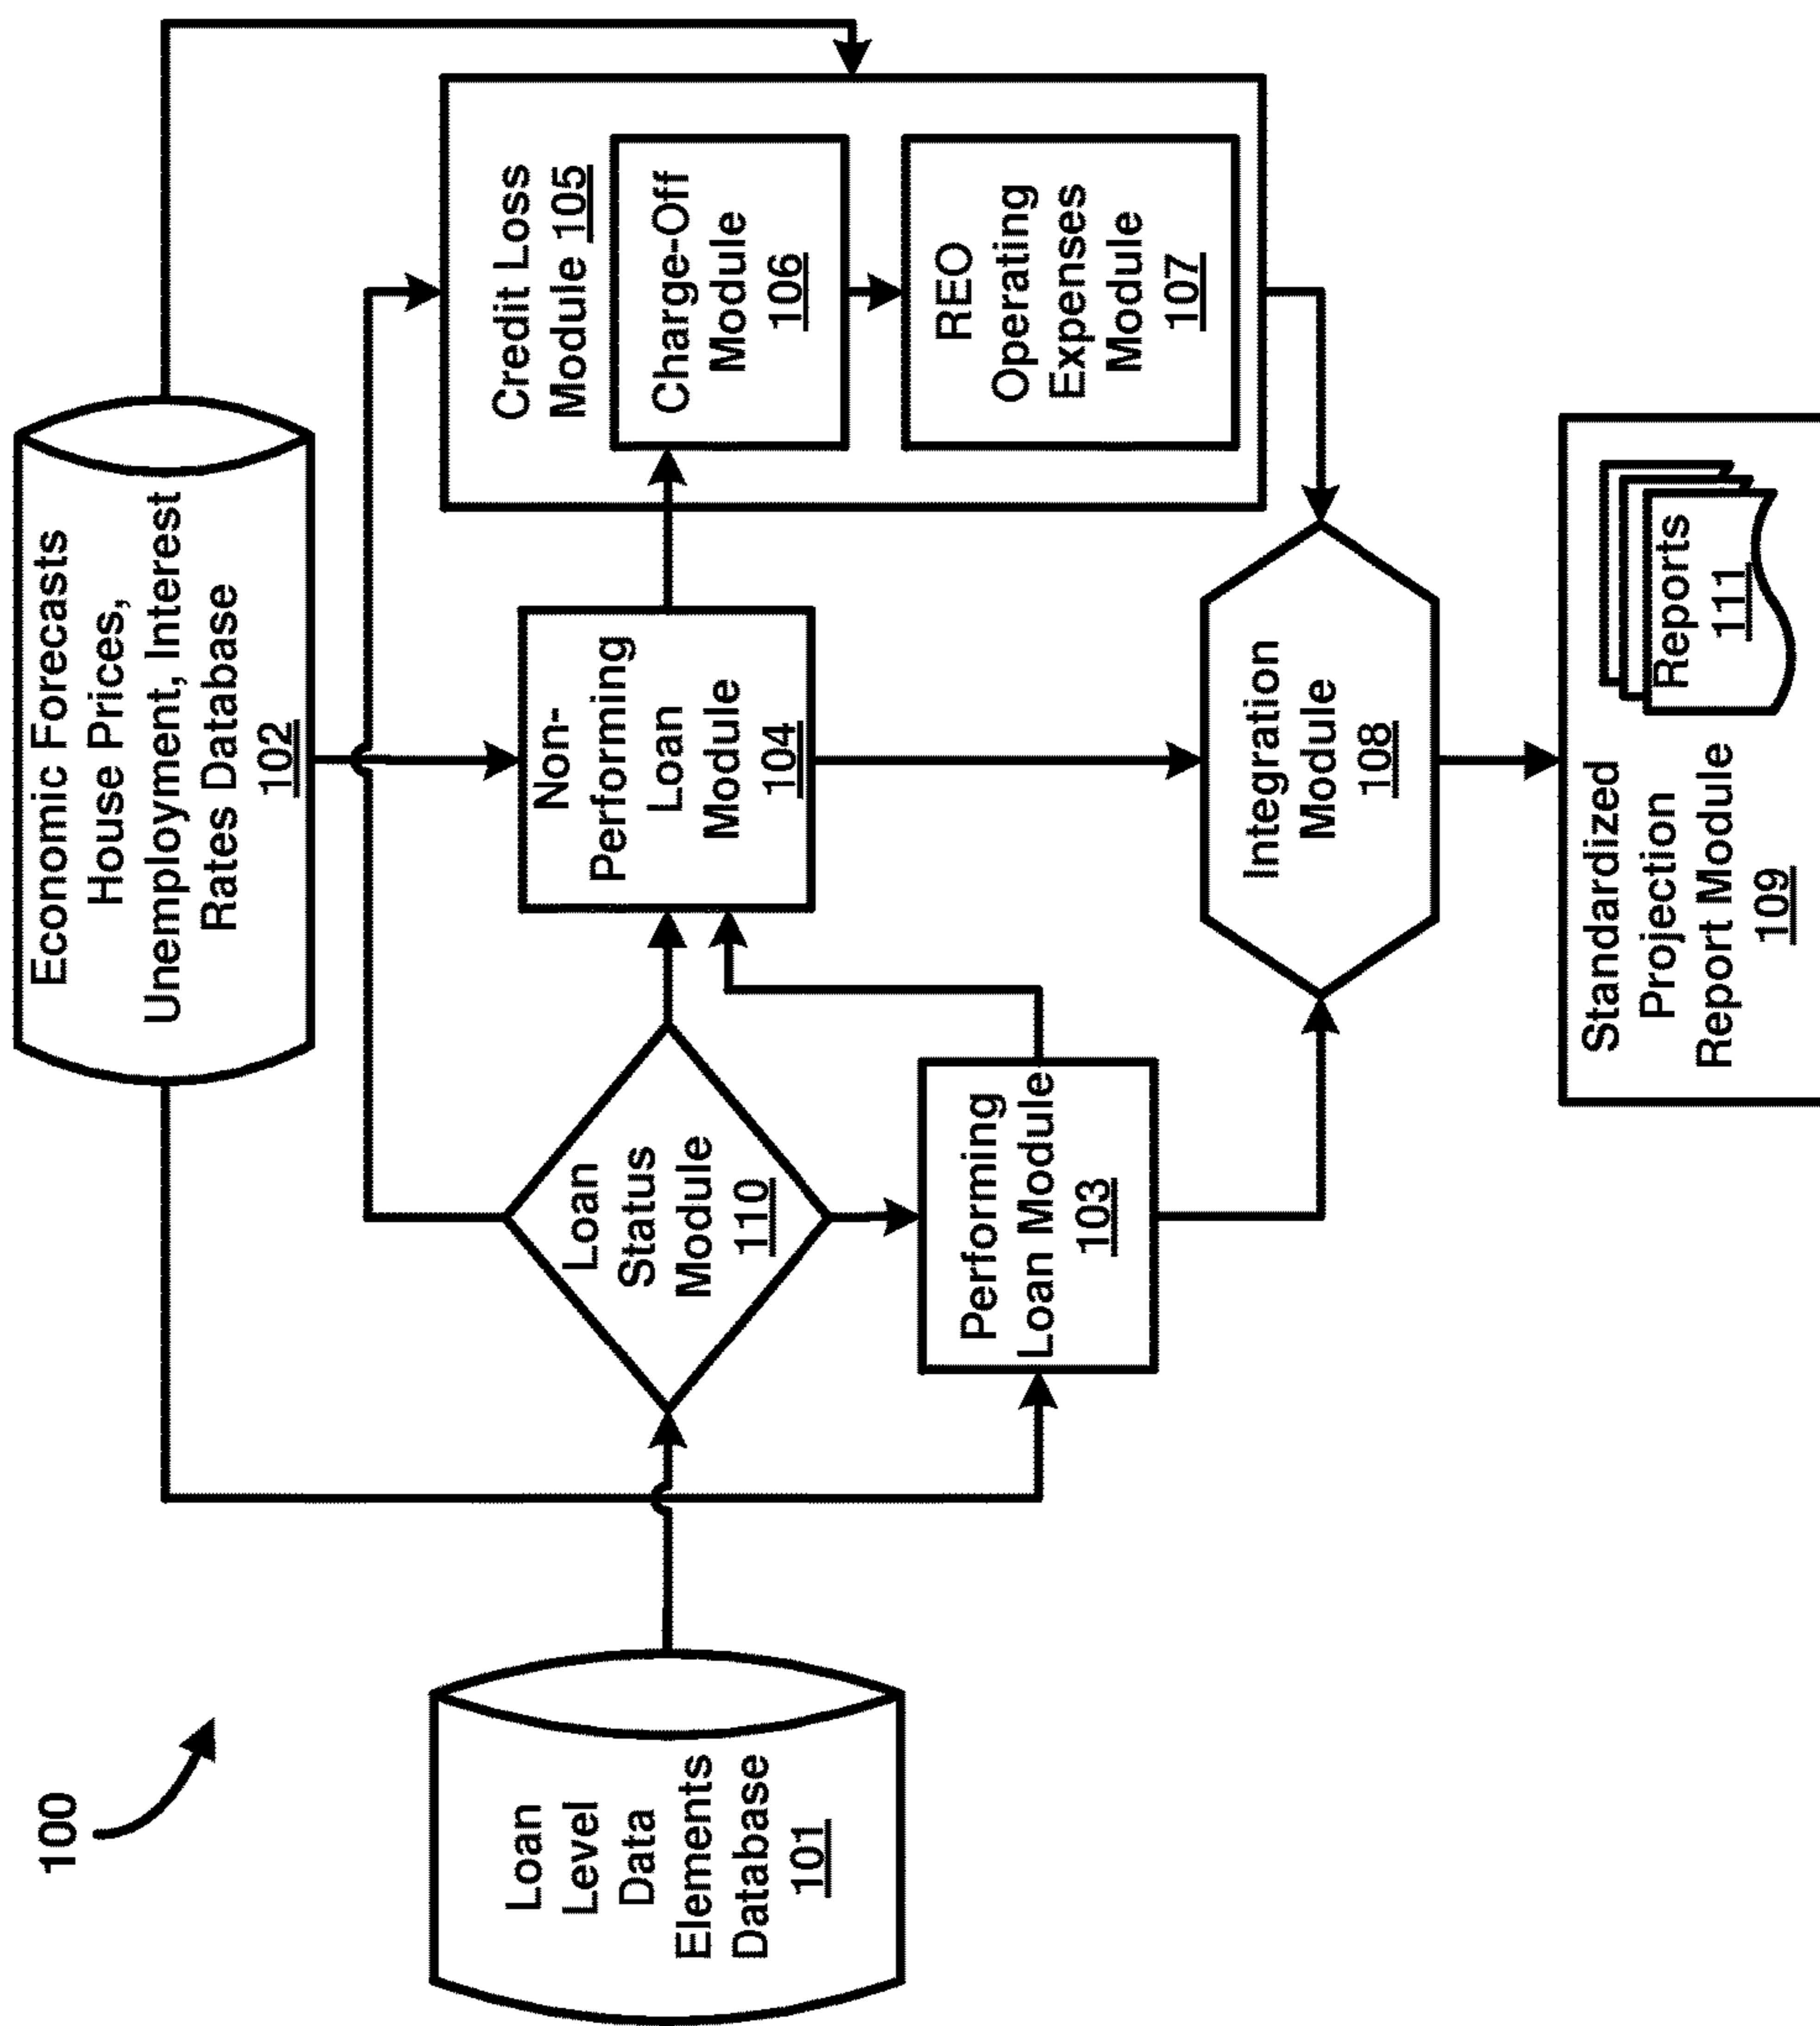 100
Economic Forecasts
House Prices,
Unemployment, Interest
Rates Database
102
Loan
Level
Data
Elements
Database
101
Loan
Status
Module
110
Non-
Performing
Loan
Module
104
Credit Loss
Module 105
Charge-Off
Module
106
REO
Operating
Expenses
Module
107
Performing
Loan Module
103
Integration
Module
108
Standardized
Projection
Report Module
109
Reports
111